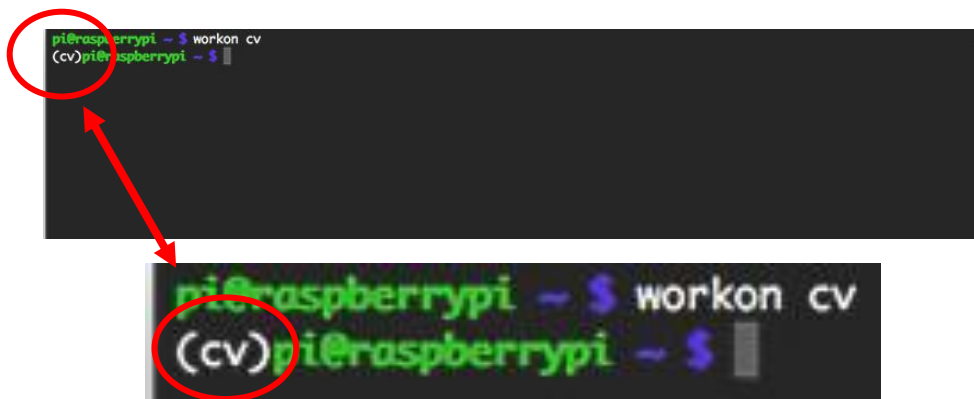 pi@raspberrypi ~ $ workon cv
(cv)pi@raspberrypi ~ $
pi@raspberrypi ~ $ workon cv
(cv)pi@raspberrypi ~ $